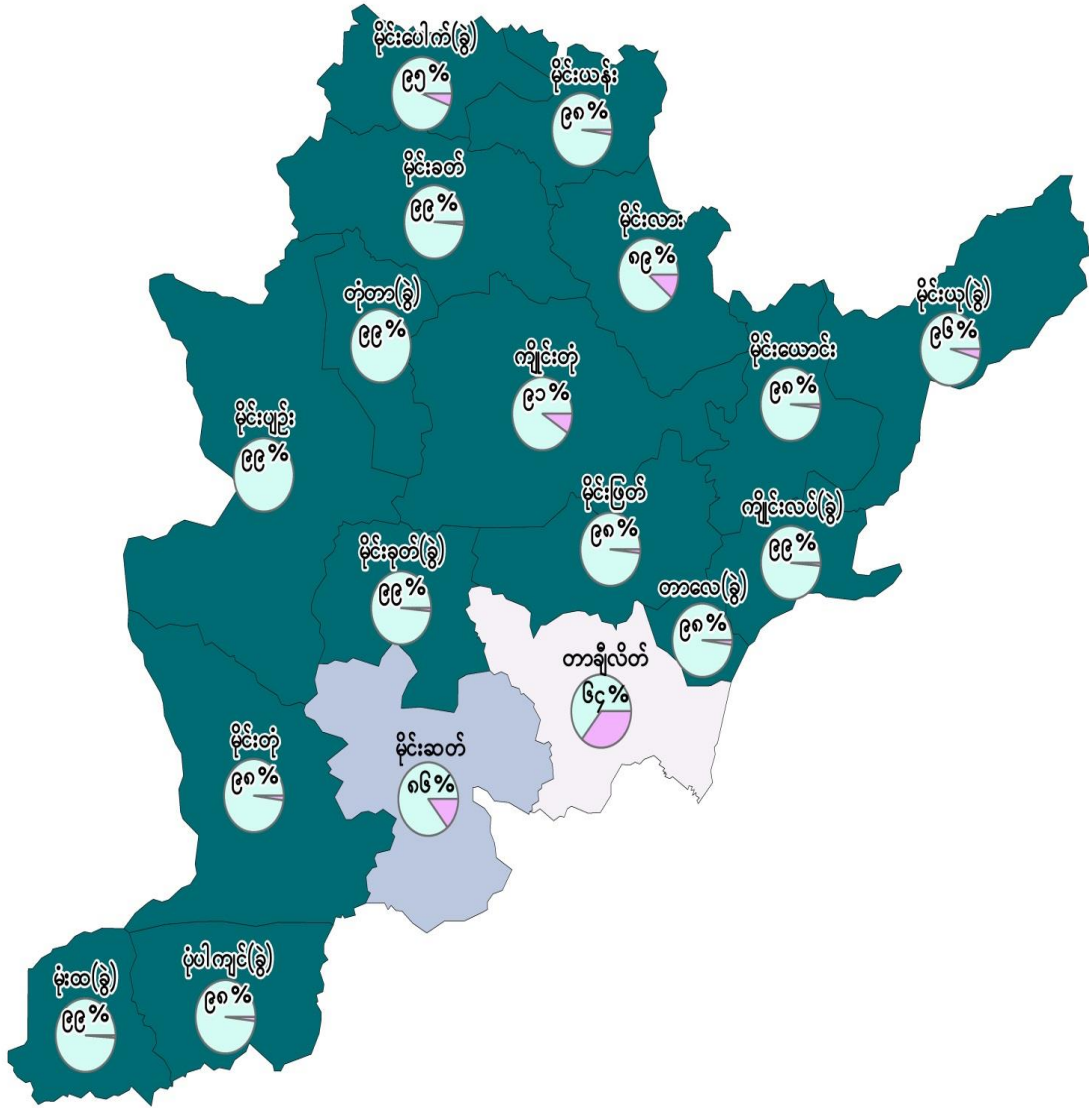 မိုင်းပေါက်(ခွဲ)
၉၅%
မိုင်းယန်း
၉၈%
မိုင်းခတ်
၉၉%
မိုင်းလား
၈၉%
တုံတာ(ခွဲ)
၉၉%
မိုင်းယု(ခွဲ)
၉၆%
ကျိုင်းတုံ
၉၁%
မိုင်းယောင်း
၉၈%
မိုင်းပျဉ်း
၉၉%
မိုင်းဖြတ်
၉၈%
ကျိုင်းလပ်(ခွဲ)
၉၉%
မိုင်းခုတ်(ခွဲ)
၉၉%
တာလေ(ခွဲ)
၉၈%
တာချီလိတ်
၆၄%
မိုင်းတုံ
၉၈%
မိုင်းဆတ်
၈၆%
ပုံပါကျင်(ခွဲ)
၉၈%
မုံးထ(ခွဲ)
၉၉%